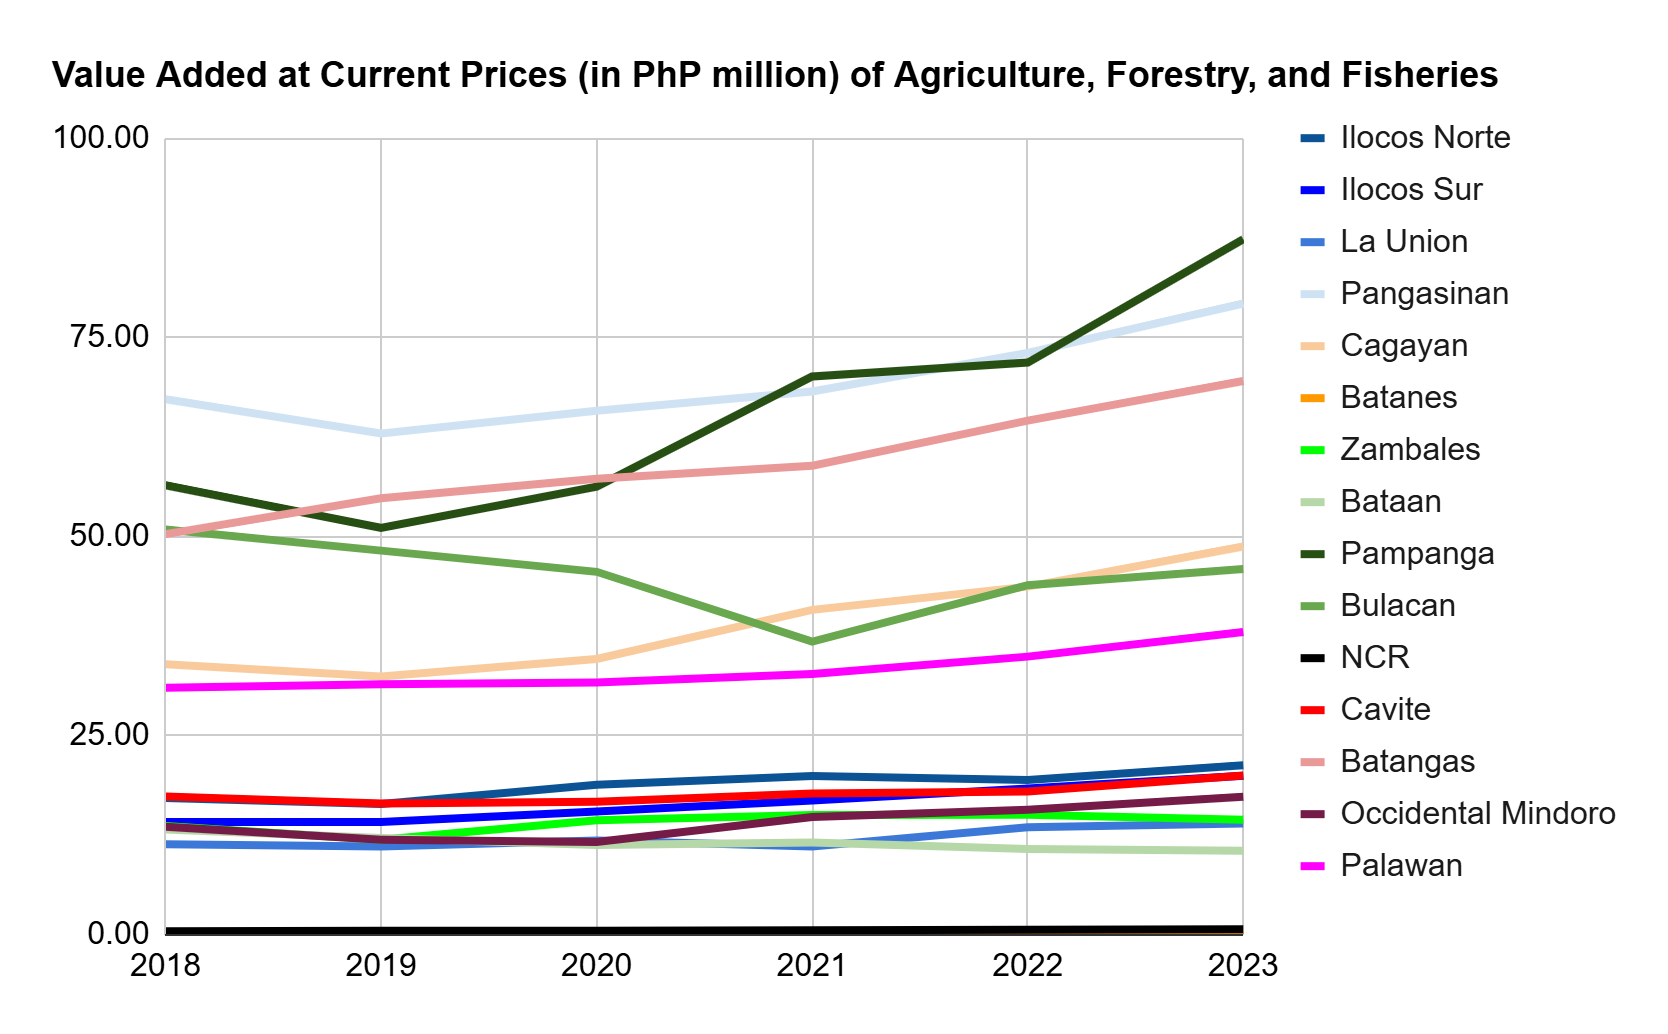 Value Added at Current Prices (in PhP million) of Agriculture, Forestry, and Fisheries
100.00
75.00
50.00
25.00
0.00
2018 2019 2020 2021 2022 2023
Ilocos Norte
Ilocos Sur
La Union
Pangasinan
Cagayan
Batanes
Zambales
Bataan
Pampanga
Bulacan
NCR
Cavite
Batangas
Occidental Mindoro
Palawan